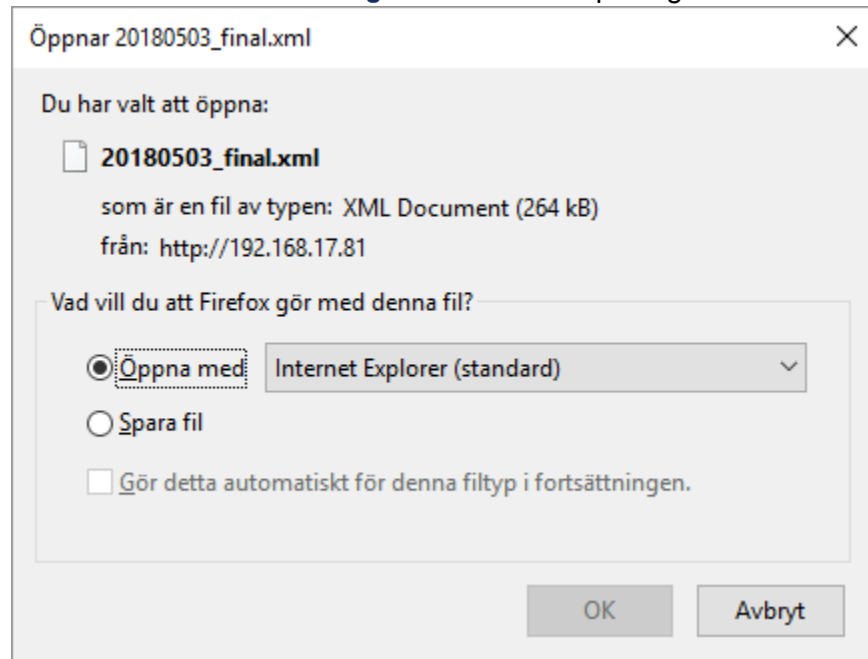 Öppnar 20180503_final.xml
Du har valt att öppna:
20180503_final.xml
som är en fil av typen: XML Document (264 kB)
från: http://192.168.17.81
Vad vill du att Firefox gör med denna fil?
Öppna med Internet Explorer (standard)
Spara fil
Gör detta automatiskt för denna filtyp i fortsättningen.
OK Avbryt